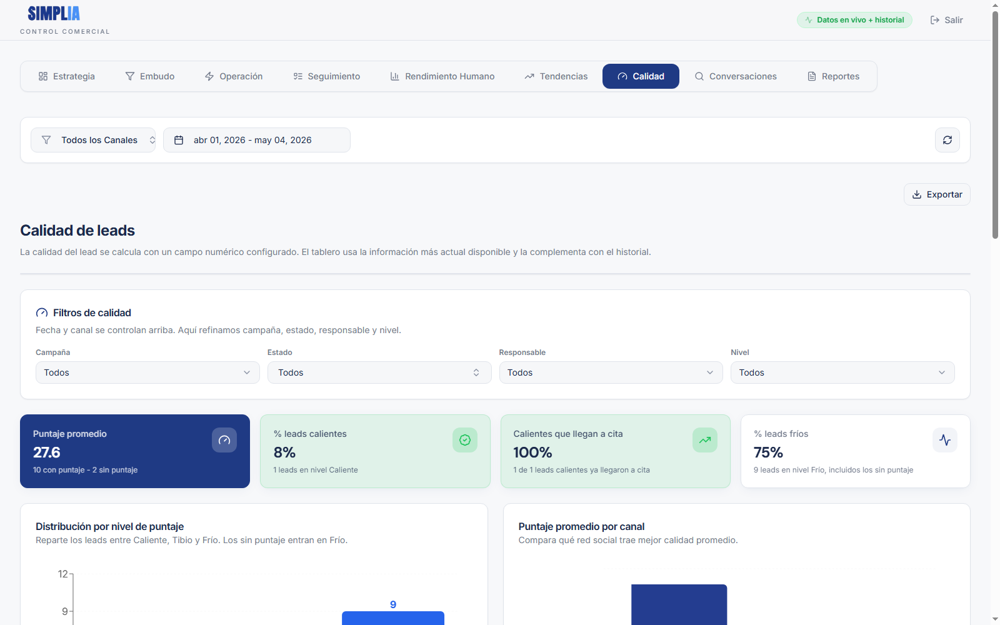 SIMPLIA
CONTROL COMERCIAL
Datos en vivo + historial
Salir
Estrategia
Embudo
Operación
Seguimiento
Rendimiento Humano
Tendencias
Calidad
Conversaciones
Reportes
Todos los Canales
abr 01, 2026 - may 04, 2026
Exportar
Calidad de leads
La calidad del lead se calcula con un campo numérico configurado. El tablero usa la información más actual disponible y la complementa con el historial.
Filtros de calidad
Fecha y canal se controlan arriba. Aquí refinamos campaña, estado, responsable y nivel.
Campaña
Estado
Responsable
Nivel
Todos
Todos
Todos
Todos
Puntaje promedio
27.6
10 con puntaje - 2 sin puntaje
% leads calientes
8%
1 leads en nivel Caliente
Calientes que llegan a cita
100%
1 de 1 leads calientes ya llegaron a cita
% leads fríos
75%
9 leads en nivel Frío, incluidos los sin puntaje
Distribución por nivel de puntaje
Reparte los leads entre Caliente, Tibio y Frío. Los sin puntaje entran en Frío.
12
9
9
Puntaje promedio por canal
Compara qué red social trae mejor calidad promedio.